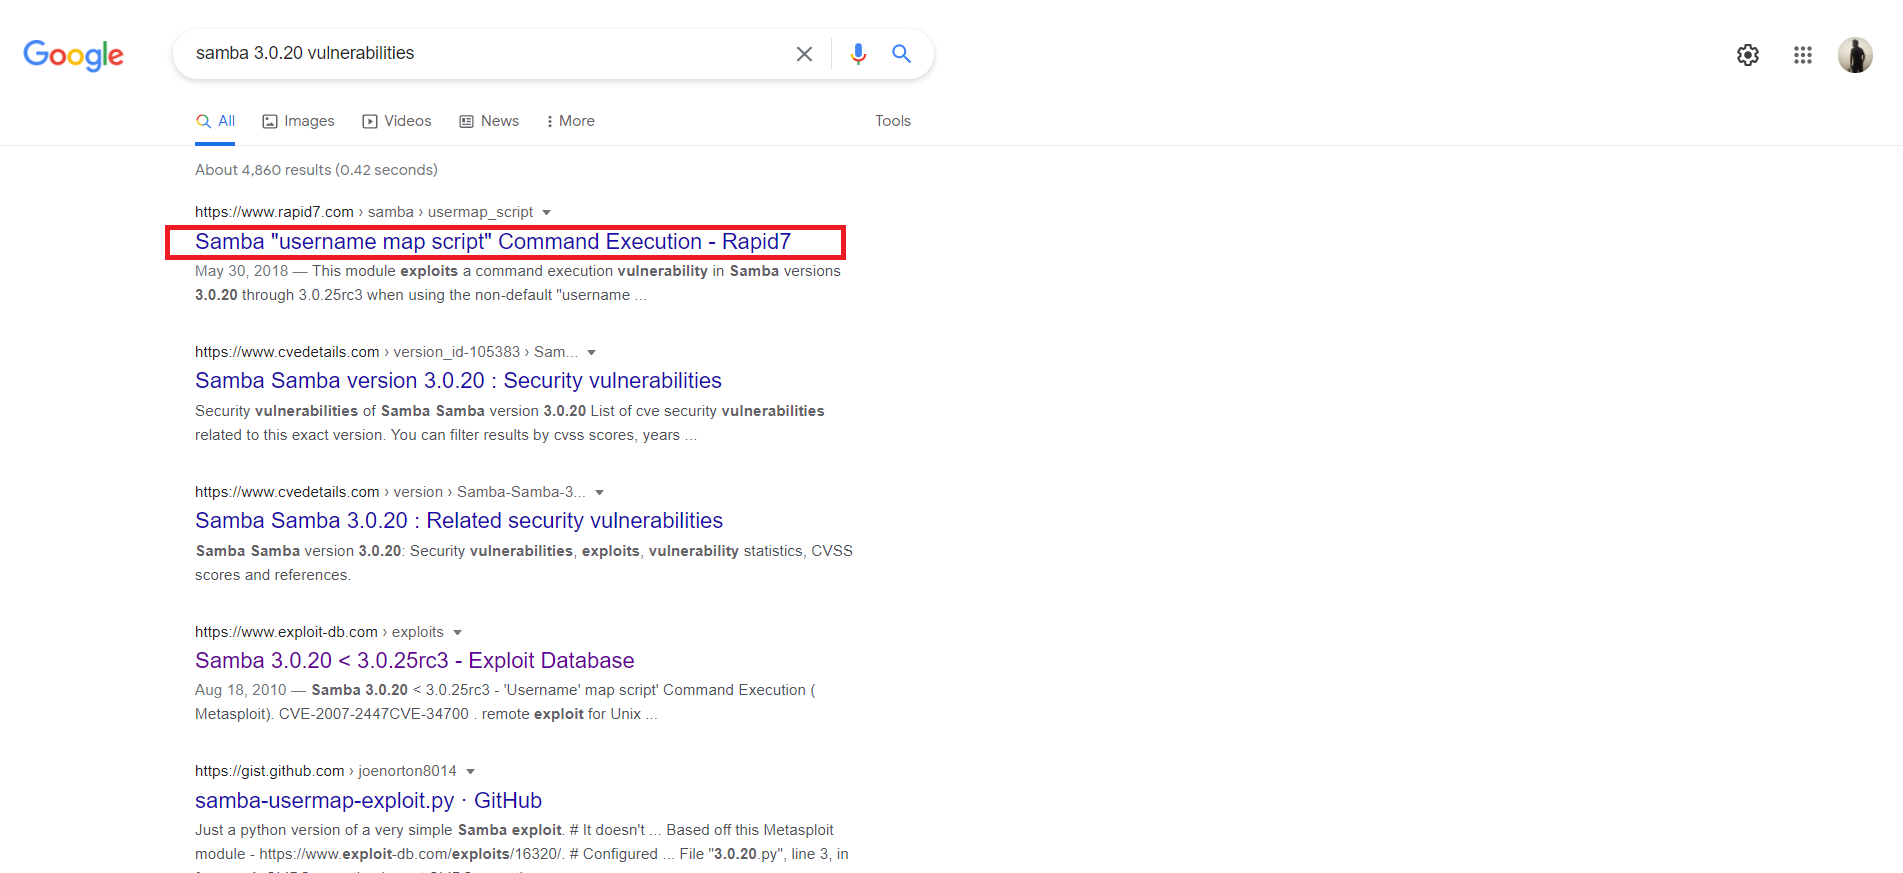 Google
samba 3.0.20 vulnerabilities
All Images Videos News More Tools
About 4,860 results (0.42 seconds)
https://www.rapid7.com › samba › usermap_script
Samba "username map script" Command Execution - Rapid7
May 30, 2018 — This module exploits a command execution vulnerability in Samba versions
3.0.20 through 3.0.25rc3 when using the non-default "username ...
https://www.cvedetails.com › version_id-105383 › Sam...
Samba Samba version 3.0.20 : Security vulnerabilities
Security vulnerabilities of Samba Samba version 3.0.20 List of cve security vulnerabilities
related to this exact version. You can filter results by cvss scores, years ...
https://www.cvedetails.com › version › Samba-Samba-3...
Samba Samba 3.0.20 : Related security vulnerabilities
Samba Samba version 3.0.20: Security vulnerabilities, exploits, vulnerability statistics, CVSS
scores and references.
https://www.exploit-db.com › exploits
Samba 3.0.20 < 3.0.25rc3 - Exploit Database
Aug 18, 2010 — Samba 3.0.20 < 3.0.25rc3 - 'Username' map script' Command Execution (
Metasploit). CVE-2007-2447CVE-34700 . remote exploit for Unix ...
https://gist.github.com › joenorton8014
samba-usermap-exploit.py · GitHub
Just a python version of a very simple Samba exploit. # It doesn't ... Based off this Metasploit
module - https://www.exploit-db.com/exploits/16320/. # Configured ... File "3.0.20.py", line 3, in